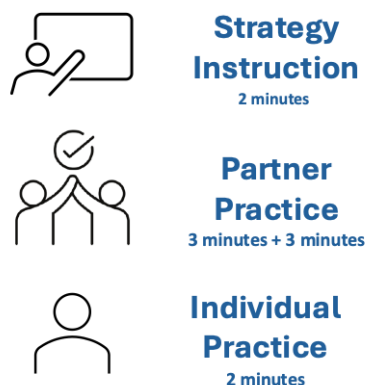 Strategy
Instruction
2 minutes
Partner
Practice
3 minutes + 3 minutes
Individual
Practice
2 minutes